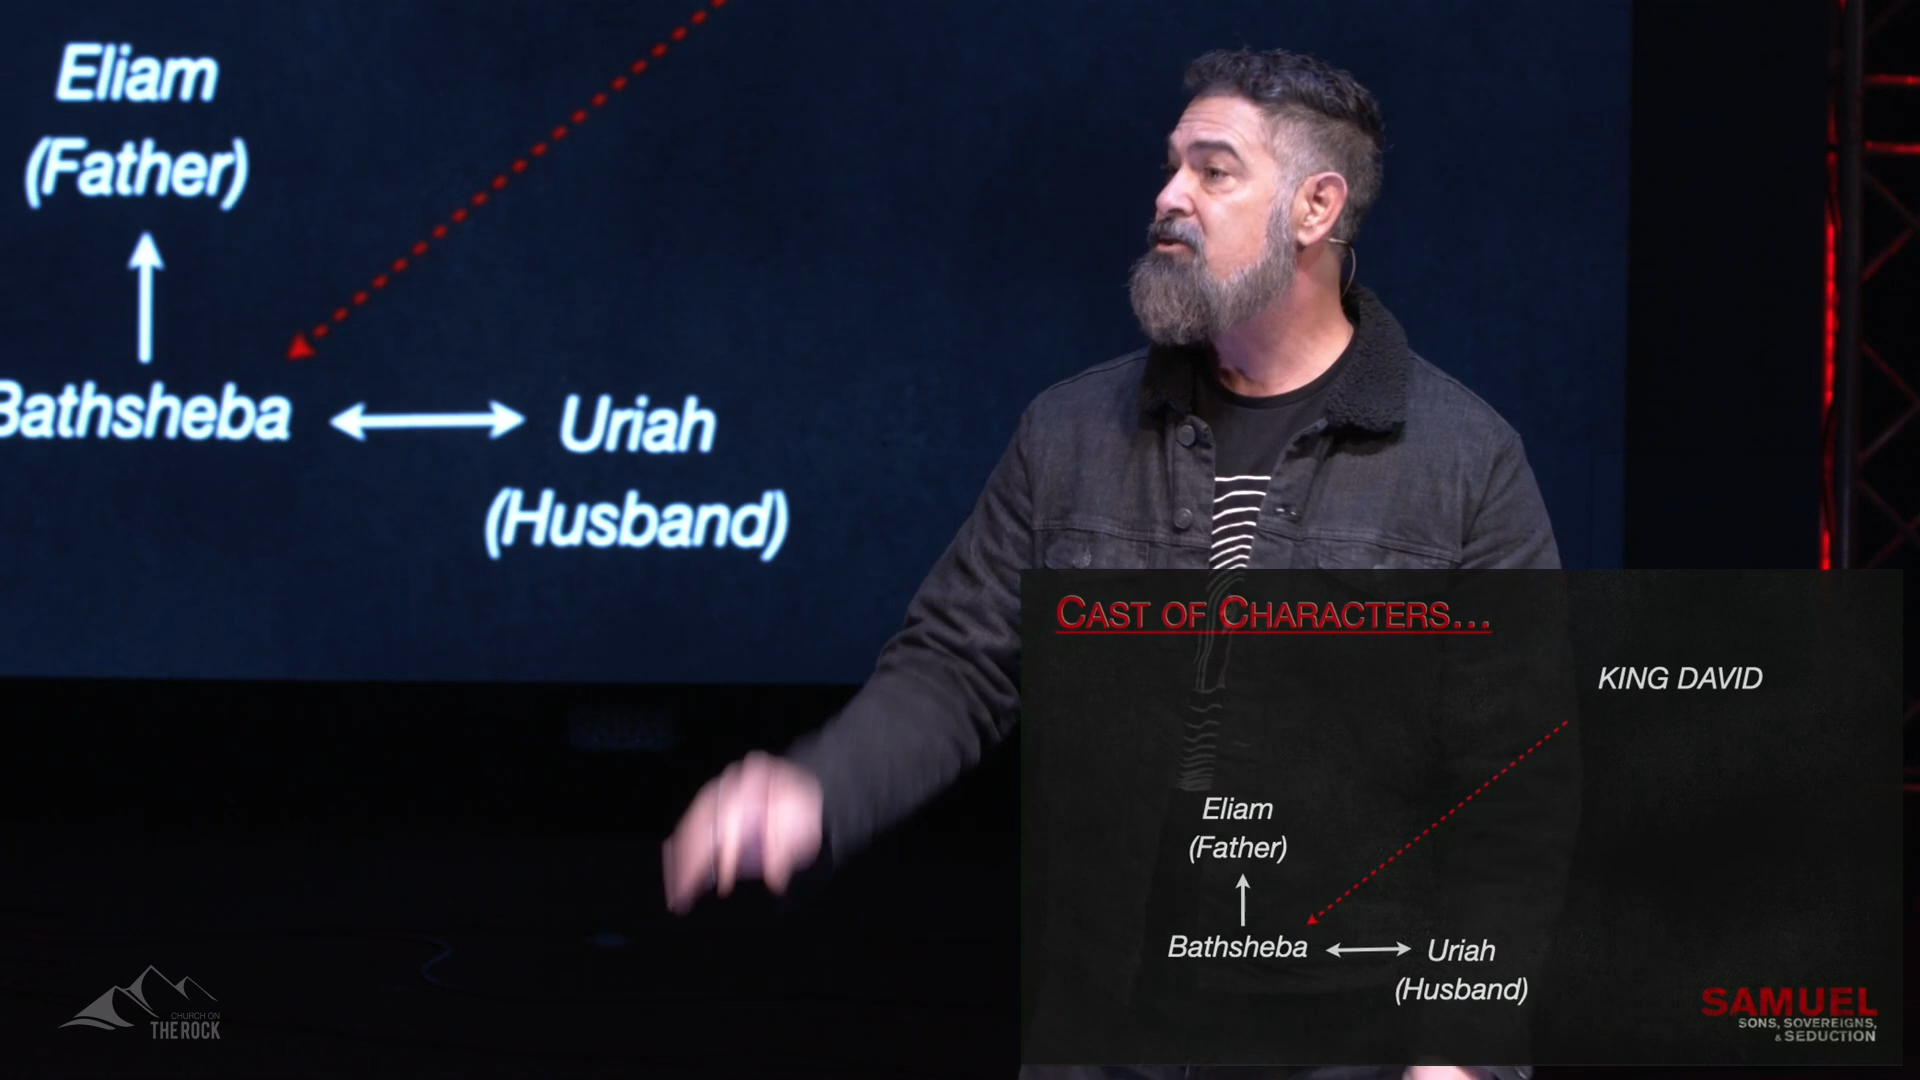 Eliam
(Father)
Bathsheba
Uriah
(Husband)
CAST OF CHARACTERS...
KING DAVID
Eliam
(Father)
Bathsheba
Uriah
(Husband)
SAMUEL
SONS, SOVEREIGNS,
& SEDUCTION
CHURCH ON
THE ROCK